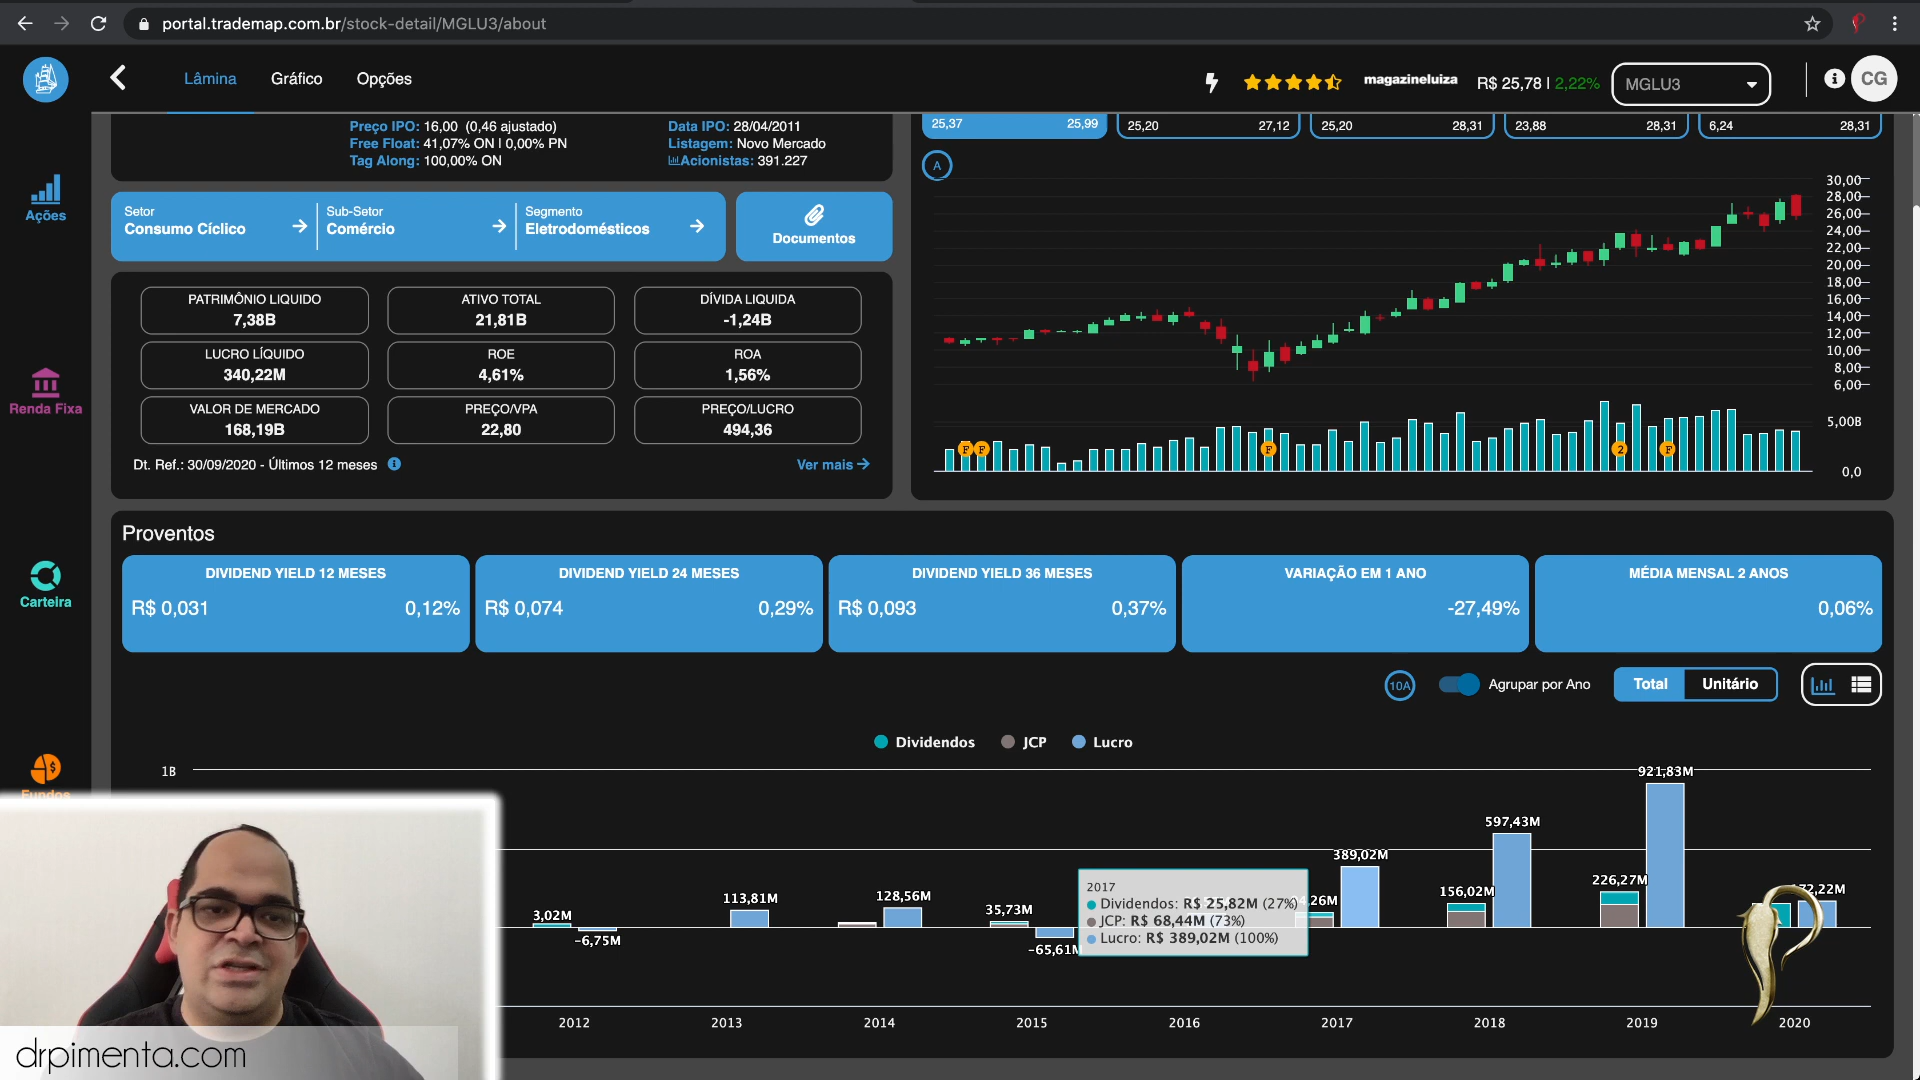 portal.trademap.com.br/stock-detail/MGLU3/about
Lâmina
Gráfico
Opções
magazineluiza
R$ 25,78 | 2,22%
MGLU3
CG
Preço IPO: 16,00 (0,46 ajustado)
Free Float: 41,07% ON | 0,00% PN
Tag Along: 100,00% ON
Data IPO: 28/04/2011
Listagem: Novo Mercado
Acionistas: 391.227
25,37 25,99
25,20 27,12
25,20 28,31
23,88 28,31
6,24 28,31
A
Ações
Renda Fixa
Carteira
Fundos
Setor
Consumo Cíclico
Sub-Setor
Comércio
Segmento
Eletrodomésticos
Documentos
PATRIMÔNIO LIQUIDO
7,38B
ATIVO TOTAL
21,81B
DÍVIDA LIQUIDA
-1,24B
LUCRO LÍQUIDO
340,22M
ROE
4,61%
ROA
1,56%
VALOR DE MERCADO
168,19B
PREÇO/VPA
22,80
PREÇO/LUCRO
494,36
Dt. Ref.: 30/09/2020 - Últimos 12 meses
Ver mais
30,00
28,00
26,00
24,00
22,00
20,00
18,00
16,00
14,00
12,00
10,00
8,00
6,00
5,00B
0,0
F
F
F
2
F
Proventos
DIVIDEND YIELD 12 MESES
R$ 0,031 0,12%
DIVIDEND YIELD 24 MESES
R$ 0,074 0,29%
DIVIDEND YIELD 36 MESES
R$ 0,093 0,37%
VARIAÇÃO EM 1 ANO
-27,49%
MÉDIA MENSAL 2 ANOS
0,06%
10A
Agrupar por Ano
Total
Unitário
Dividendos
JCP
Lucro
1B
3,02M
-6,75M
113,81M
128,56M
35,73M
-65,61M
389,02M
156,02M
597,43M
226,27M
921,83M
2017
Dividendos: R$ 25,82M (27%)
JCP: R$ 68,44M (73%)
Lucro: R$ 389,02M (100%)
2012
2013
2014
2015
2016
2017
2018
2019
2020
drpimenta.com